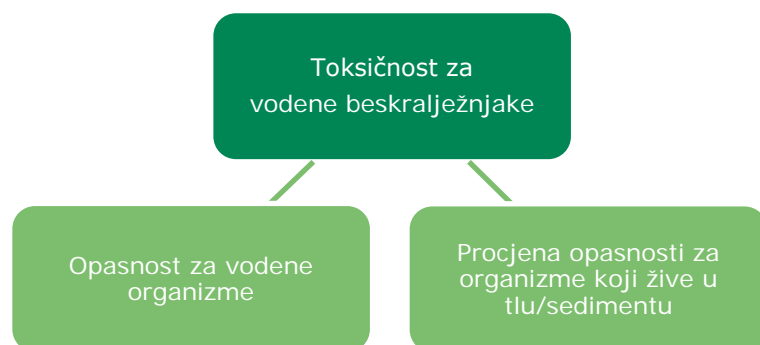 Toksičnost za
vodene beskralježnjake
Opasnost za vodene
organizme
Procjena opasnosti za
organizme koji žive u
tlu/sedimentu